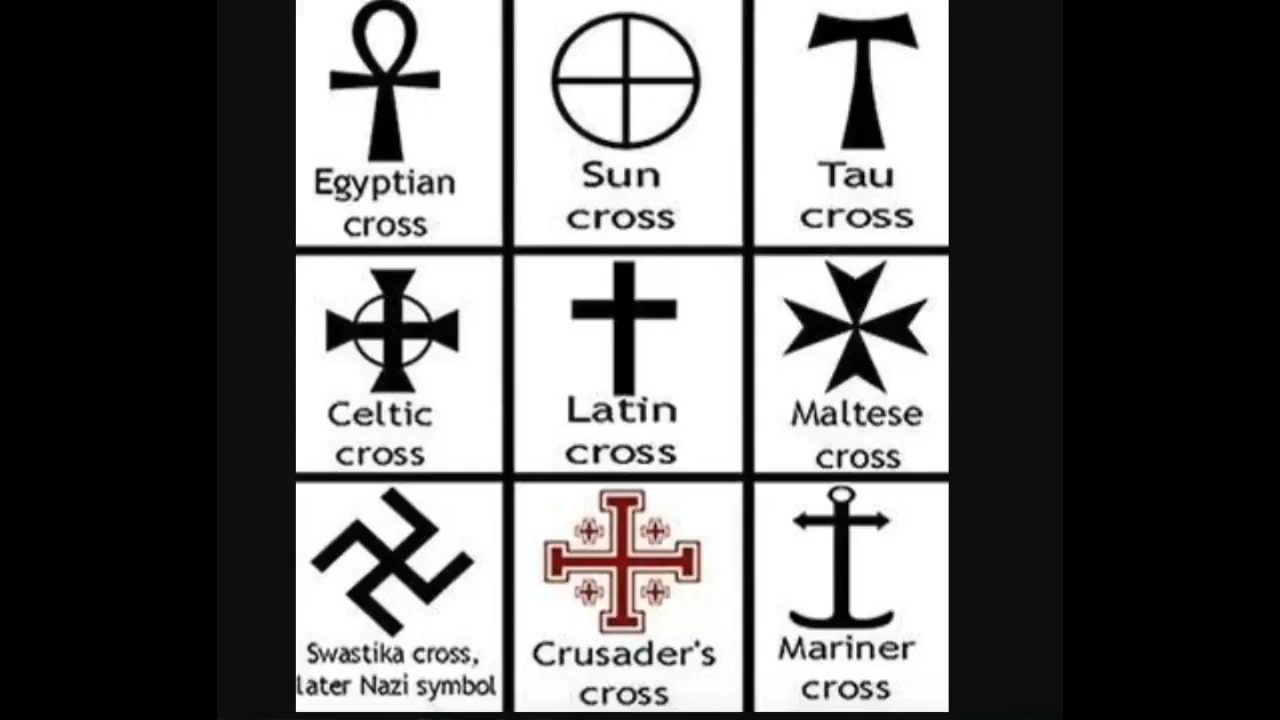 Egyptian
cross
Sun
cross
Tau
cross
Celtic
cross
Latin
cross
Maltese
cross
Swastika cross,
later Nazi symbol
Crusader's
cross
Mariner
cross